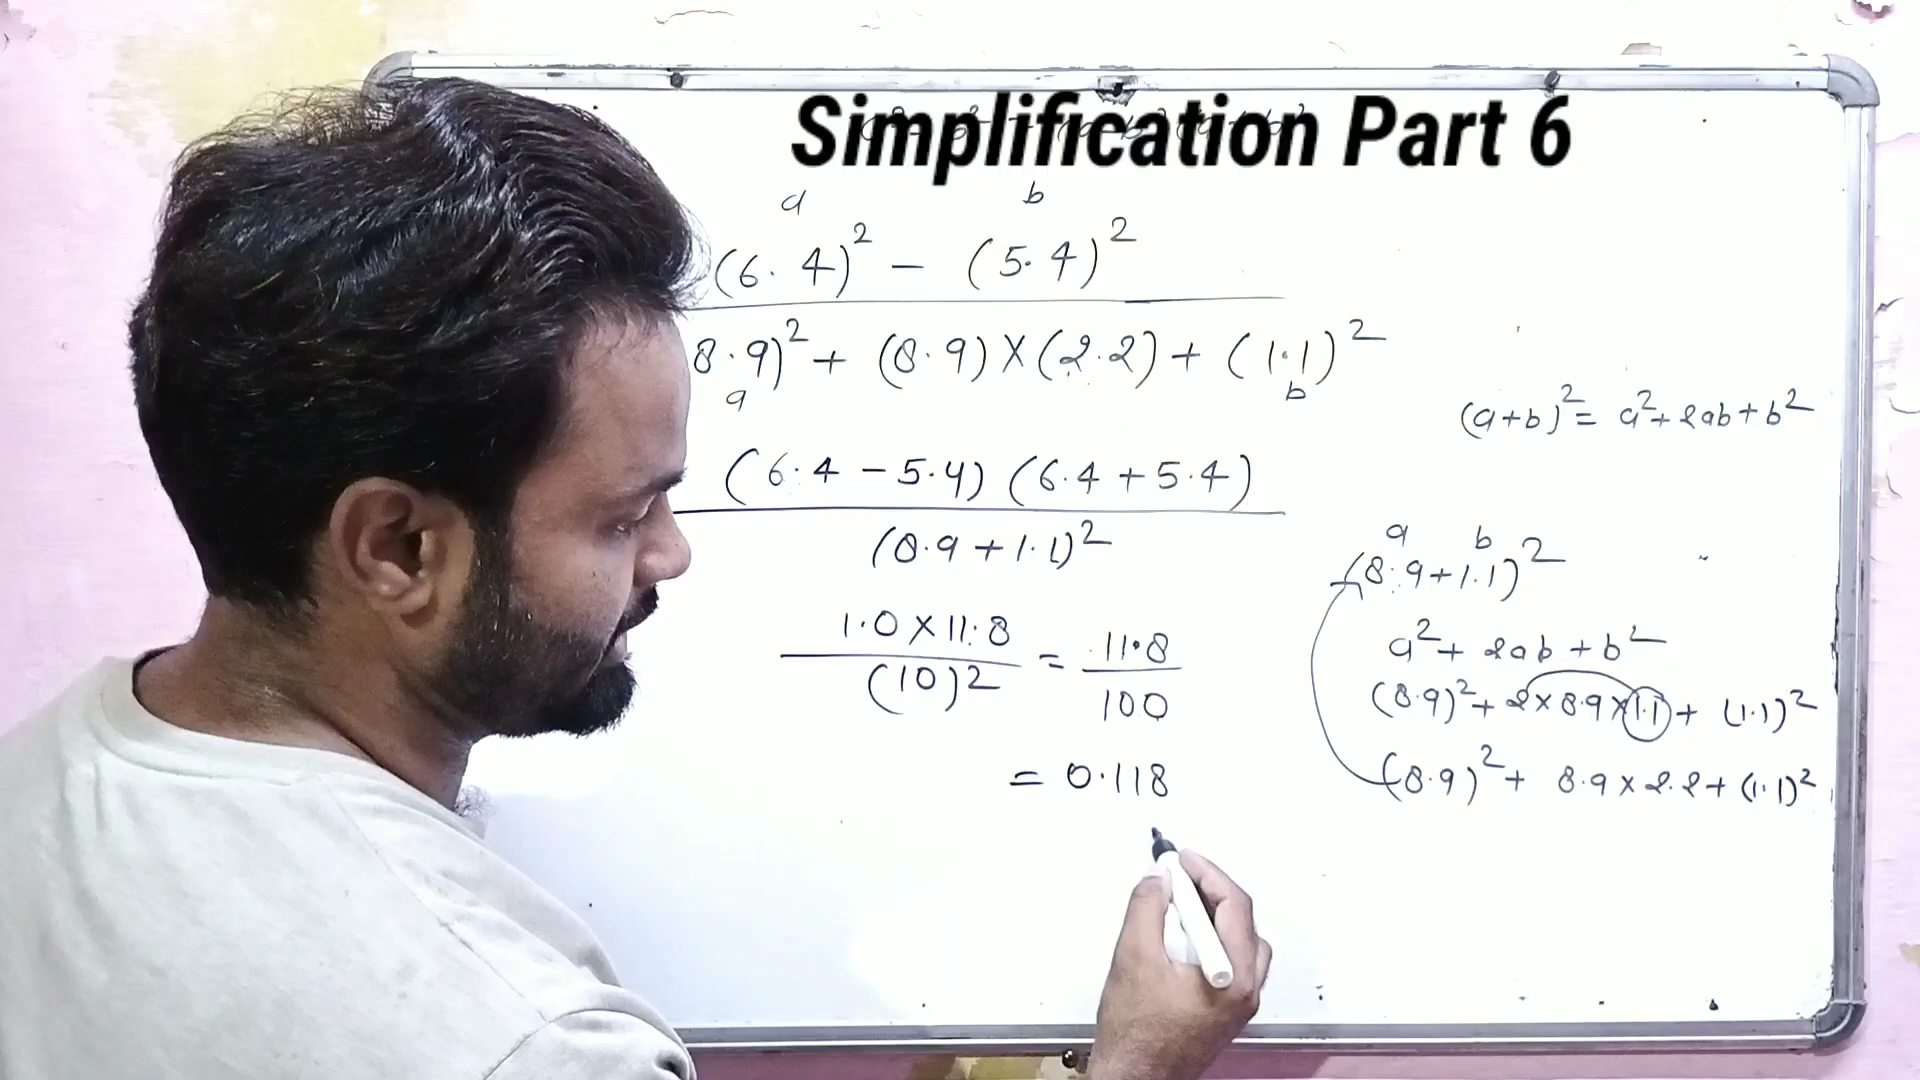 Simplification Part 6
a b
(6.4)² - (5.4)²
8.9)² + (8.9) × (2.2) + (1.1)²
a b
(a+b)² = a² + 2ab + b²
(6.4 - 5.4) (6.4 + 5.4)
(8.9 + 1.1)²
a b
(8.9+1.1)²
1.0 × 11.8
(10)²
= 11.8
100
= 0.118
a² + 2ab + b²
(8.9)² + 2 × 8.9 × 1.1 + (1.1)²
(8.9)² + 8.9 × 2.2 + (1.1)²